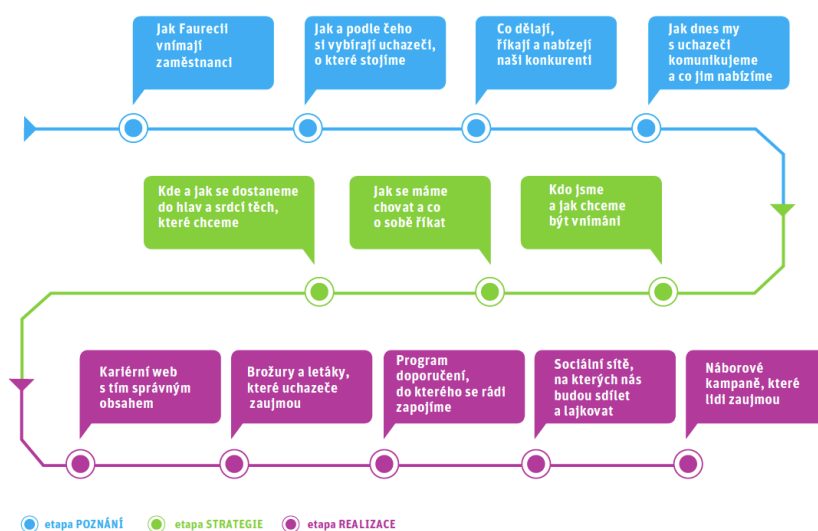 Jak Faurecii
vnímají
zaměstnanci
Jak a podle čeho
si vybírají uchazeči,
o které stojíme
Co dělají,
říkají a nabízejí
naši konkurenti
Jak dnes my
s uchazeči
komunikujeme
a co jim nabízíme
Kde a jak se dostaneme
do hlav a srdcí těch,
které chceme
Jak se máme
chovat a co
o sobě říkat
Kdo jsme
a jak chceme
být vnímáni
Kariérní web
s tím správným
obsahem
Brožury a letáky,
které uchazeče
zaujmou
Program
doporučení,
do kterého se rádi
zapojíme
Sociální sítě,
na kterých nás
budou sdílet
a lajkovat
Náborové
kampaně, které
lidi zaujmou
etapa POZNÁNÍ
etapa STRATEGIE
etapa REALIZACE